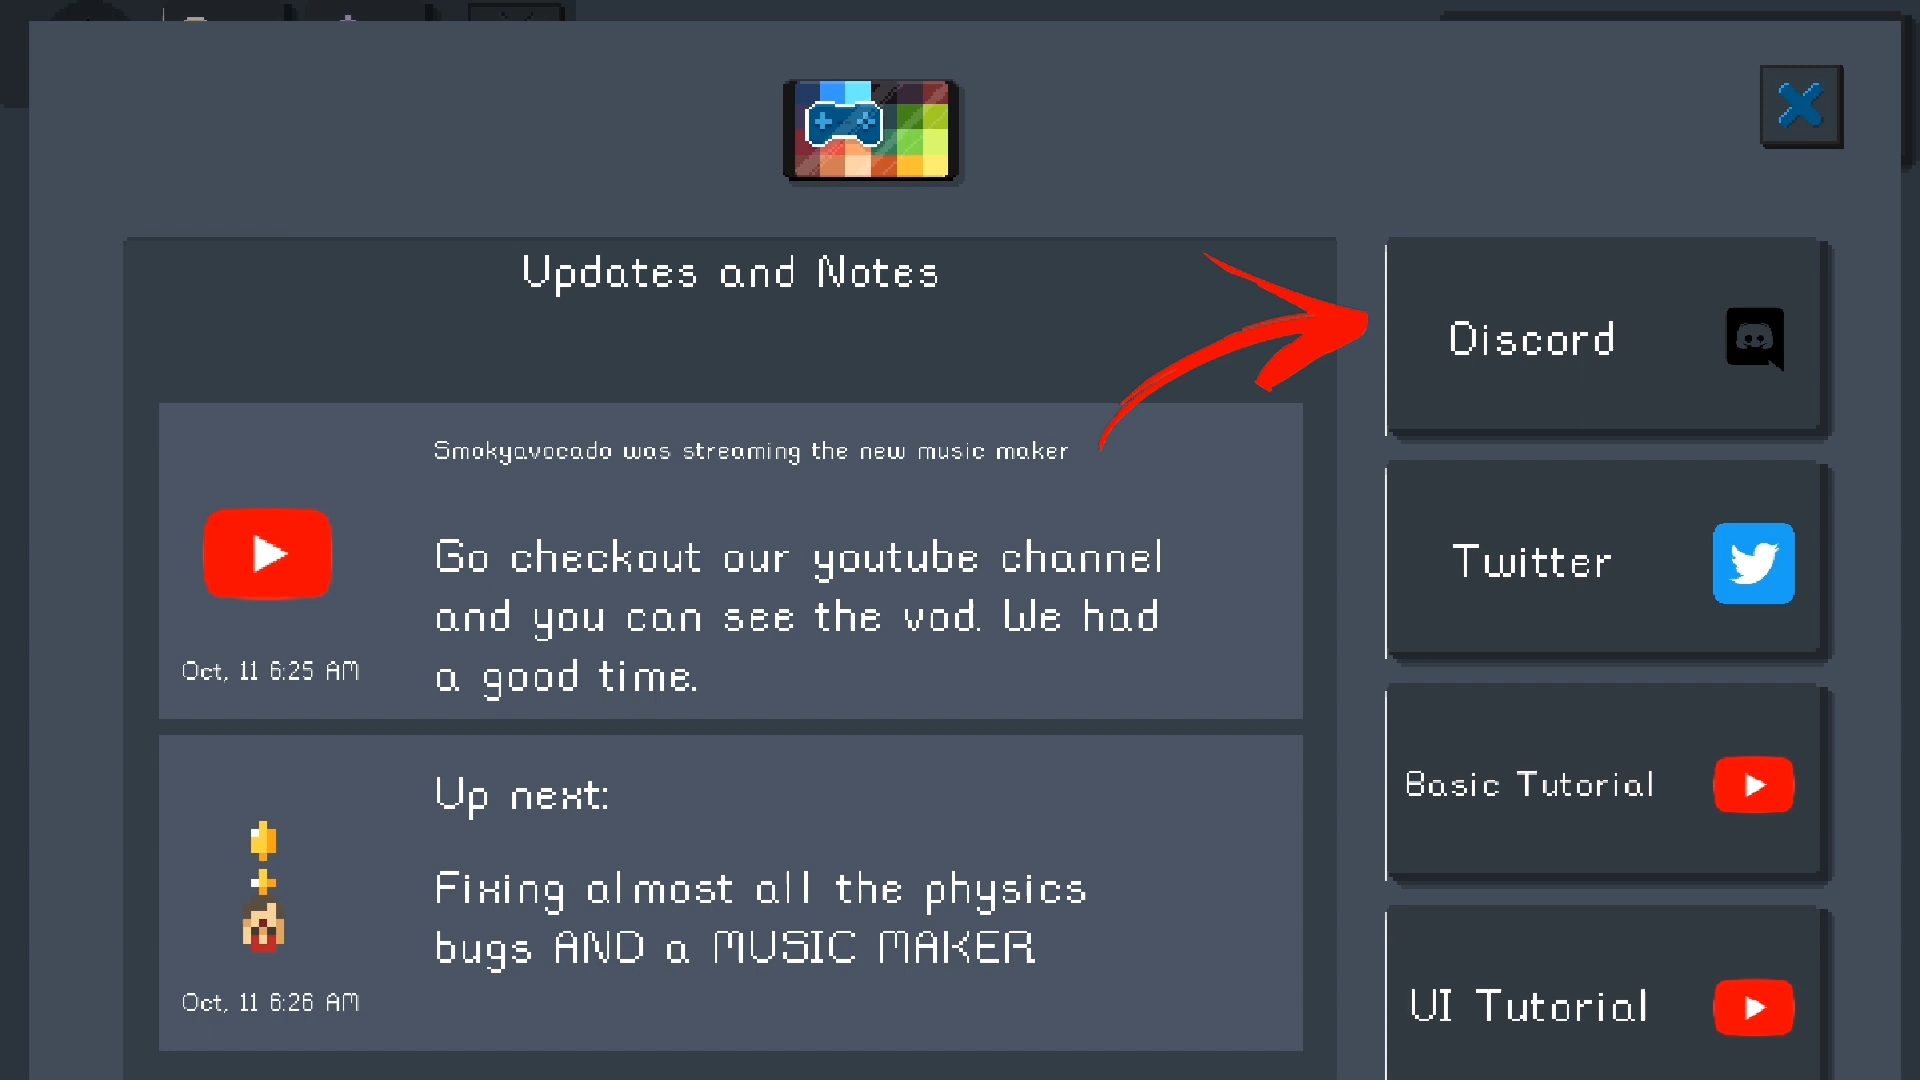 Updates and Notes
Smokyavocado was streaming the new music maker
Go checkout our youtube channel
and you can see the vod. We had
a good time.
Oct, 11 6:25 AM
Up next:
Fixing almost all the physics
bugs AND a MUSIC MAKER
Oct, 11 6:26 AM
Discord
Twitter
Basic Tutorial
UI Tutorial